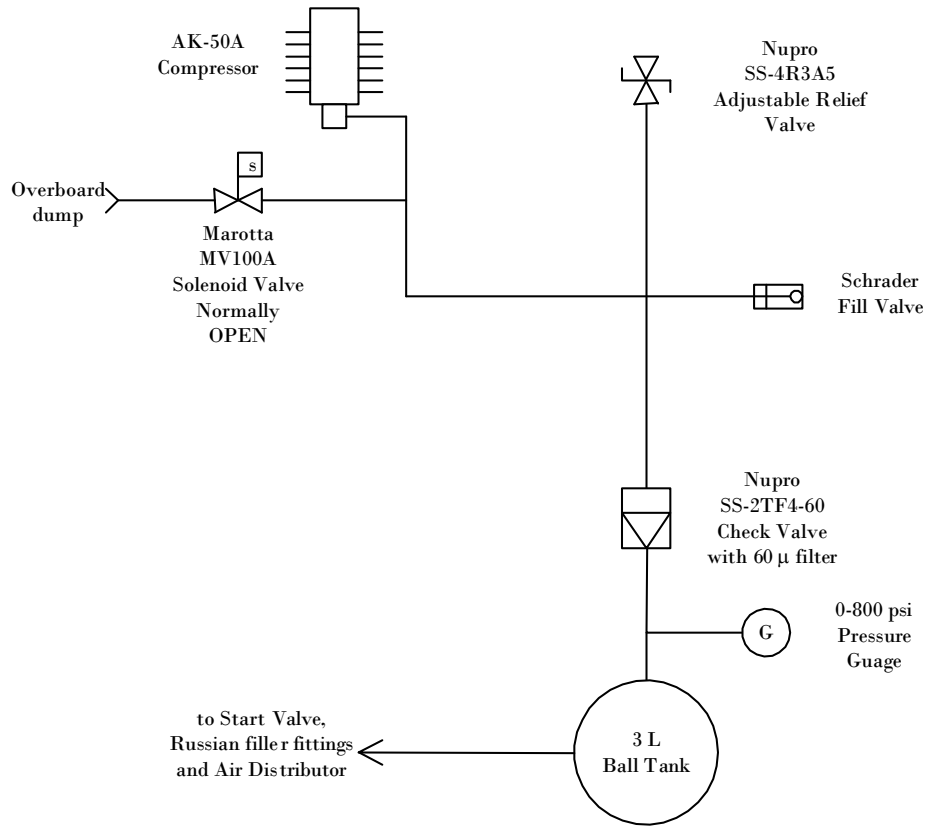 AK-50A
Compressor
Nupro
SS-4R3A5
Adjustable Relief
Valve
s
Overboard
dump
Marotta
MV100A
Solenoid Valve
Normally
OPEN
Schrader
Fill Valve
Nupro
SS-2TF4-60
Check Valve
with 60 μ filter
0-800 psi
Pressure
Guage
G
3 L
Ball Tank
to Start Valve,
Russian filler fittings
and Air Distributor